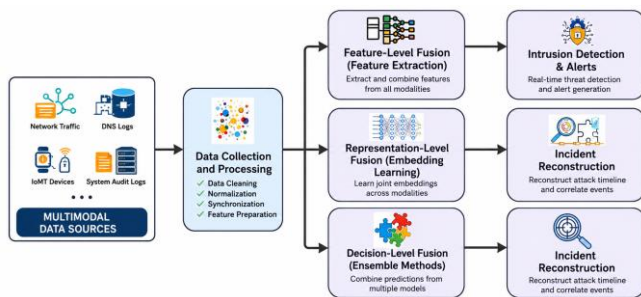 Network Traffic
DNS Logs
IoMT Devices
System Audit Logs
• • •
MULTIMODAL
DATA SOURCES
Data Collection
and Processing
✓ Data Cleaning
✓ Normalization
✓ Synchronization
✓ Feature Preparation
Feature-Level Fusion
(Feature Extraction)
Extract and combine features
from all modalities
Intrusion Detection
& Alerts
Real-time threat detection
and alert generation
Representation-Level
Fusion (Embedding
Learning)
Learn joint embeddings
across modalities
Incident
Reconstruction
Reconstruct attack timeline
and correlate events
Decision-Level Fusion
(Ensemble Methods)
Combine predictions from
multiple models
Incident
Reconstruction
Reconstruct attack timeline
and correlate events